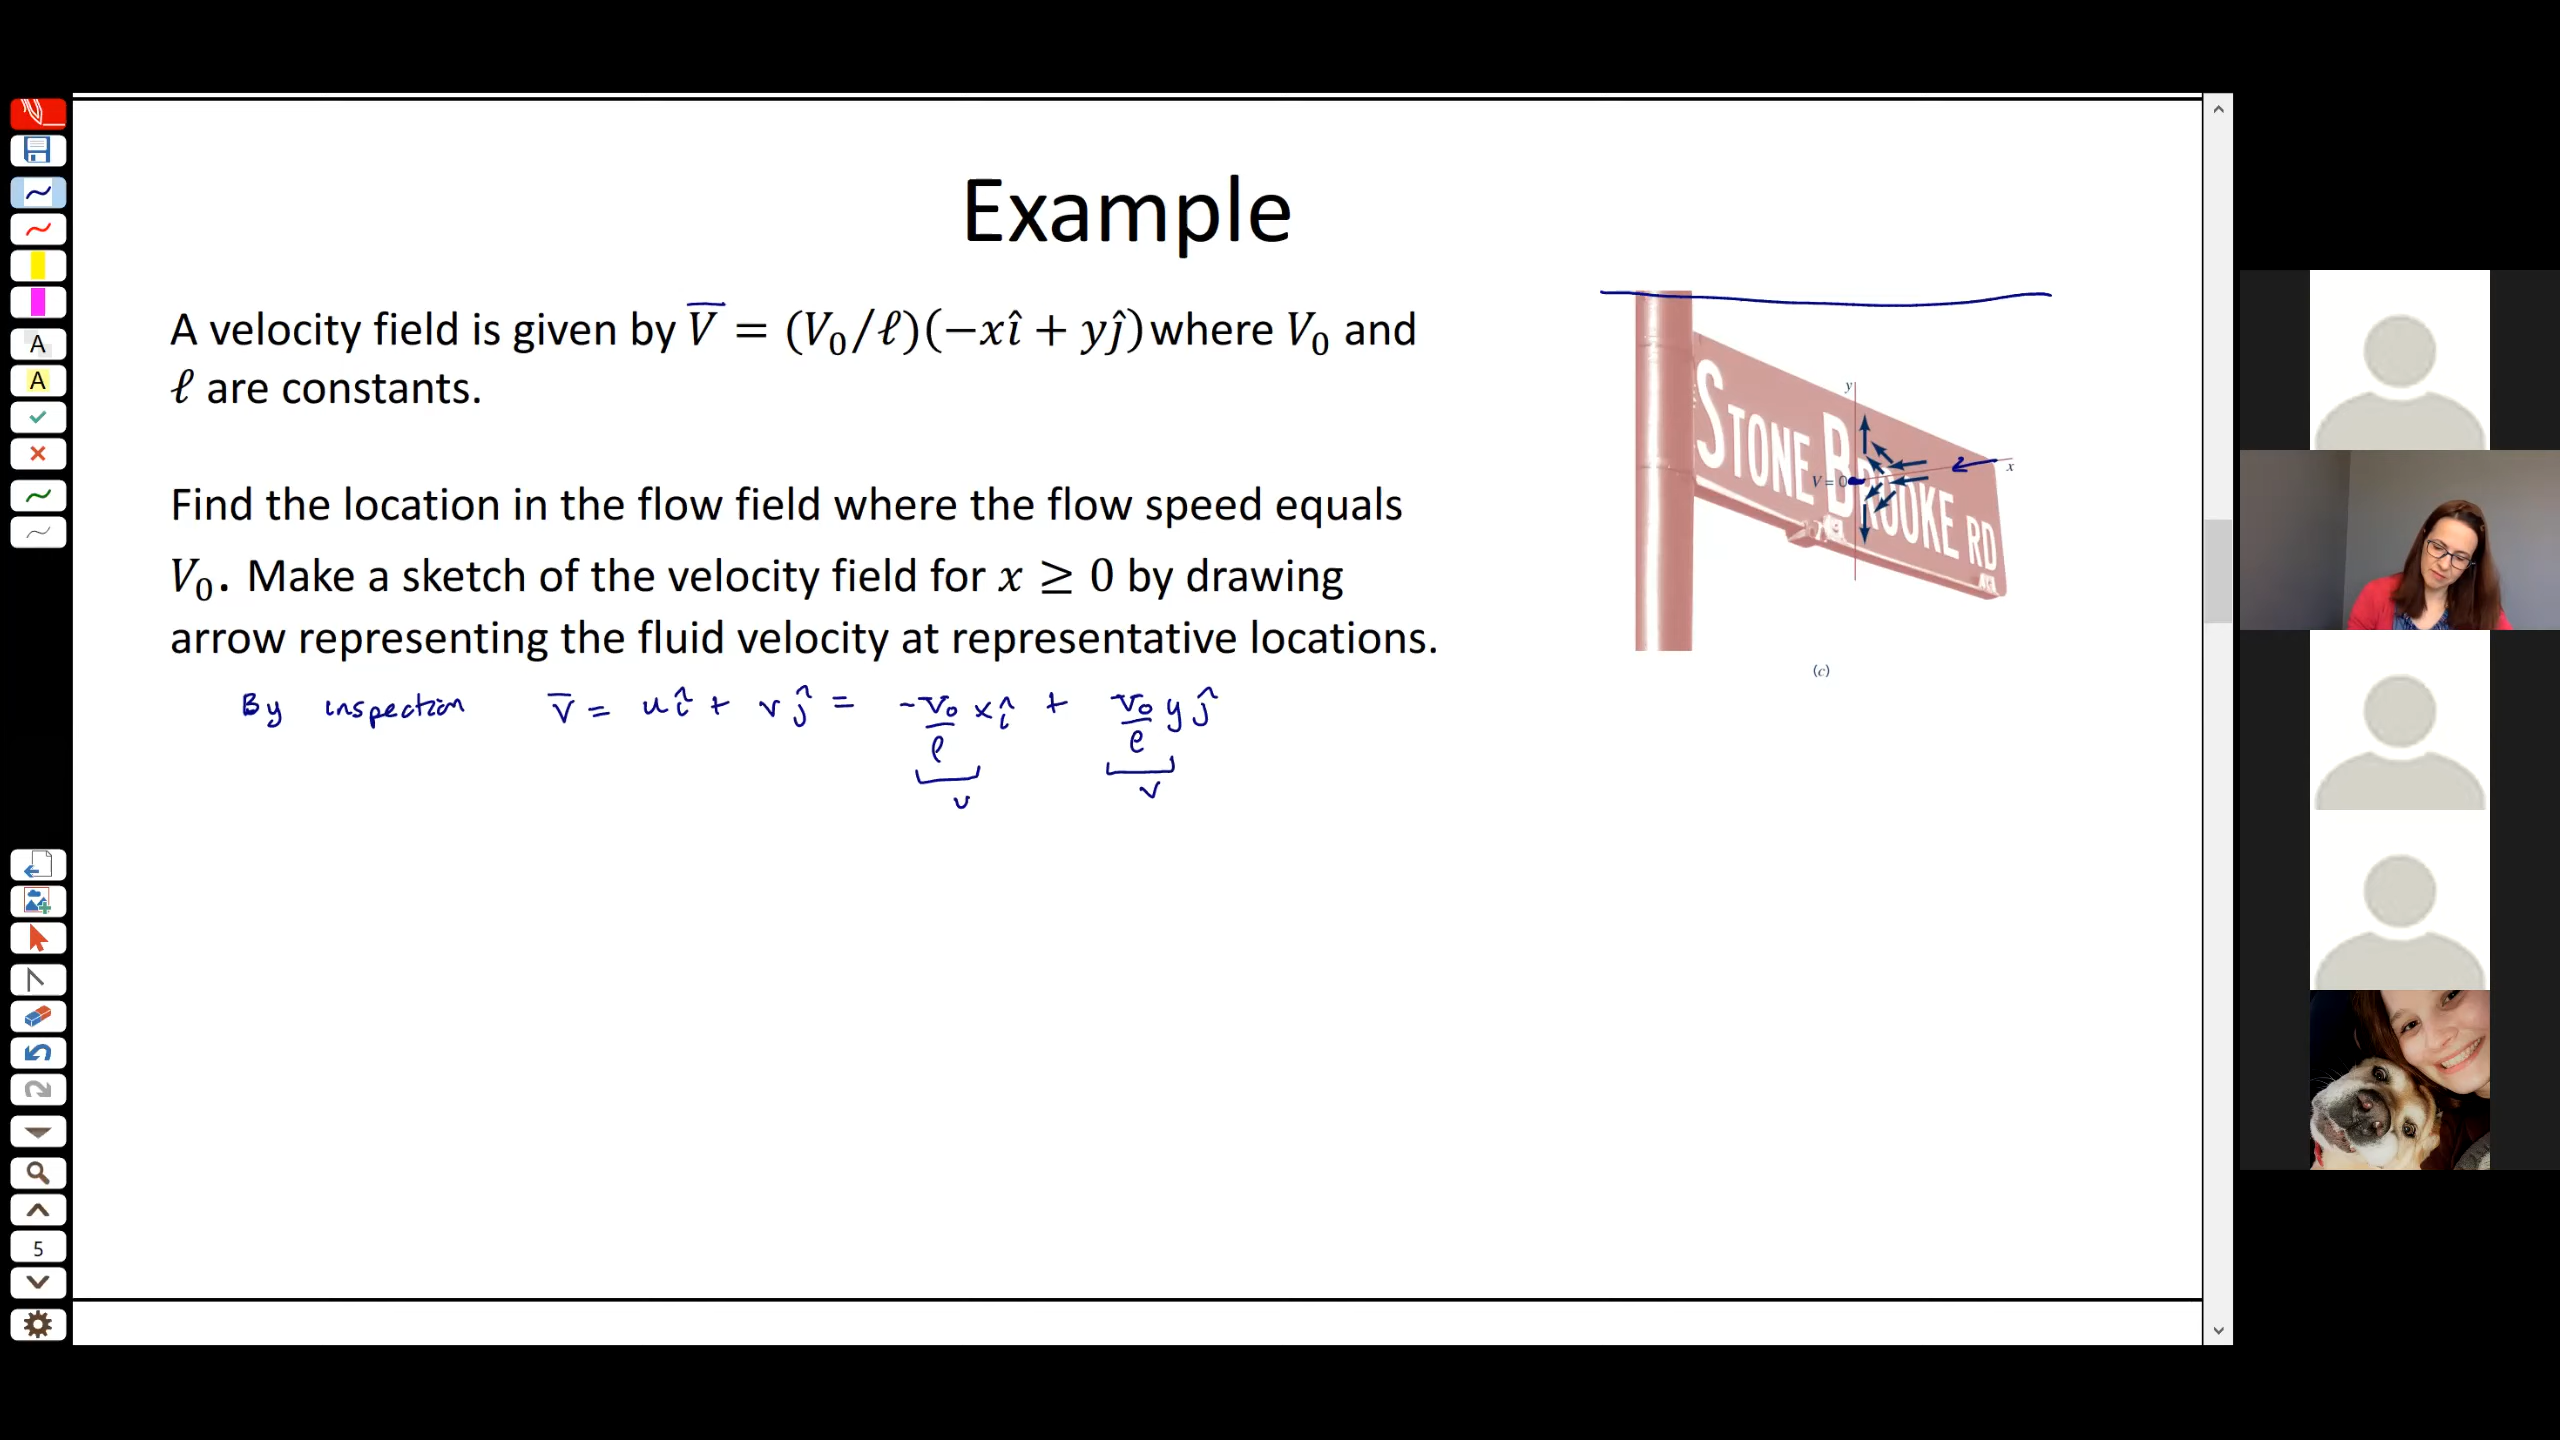 Example
A velocity field is given by V̅ = (V₀/ℓ)(−xî + yĵ) where V₀ and
ℓ are constants.
Find the location in the flow field where the flow speed equals
V₀. Make a sketch of the velocity field for x ≥ 0 by drawing
arrow representing the fluid velocity at representative locations.
By inspection V̅ = uî + vĵ = -V₀/ℓ xî + V₀/ℓ yĵ
u v
y
x
V = 0
STONE BROOKE RD
(c)
A
A
5